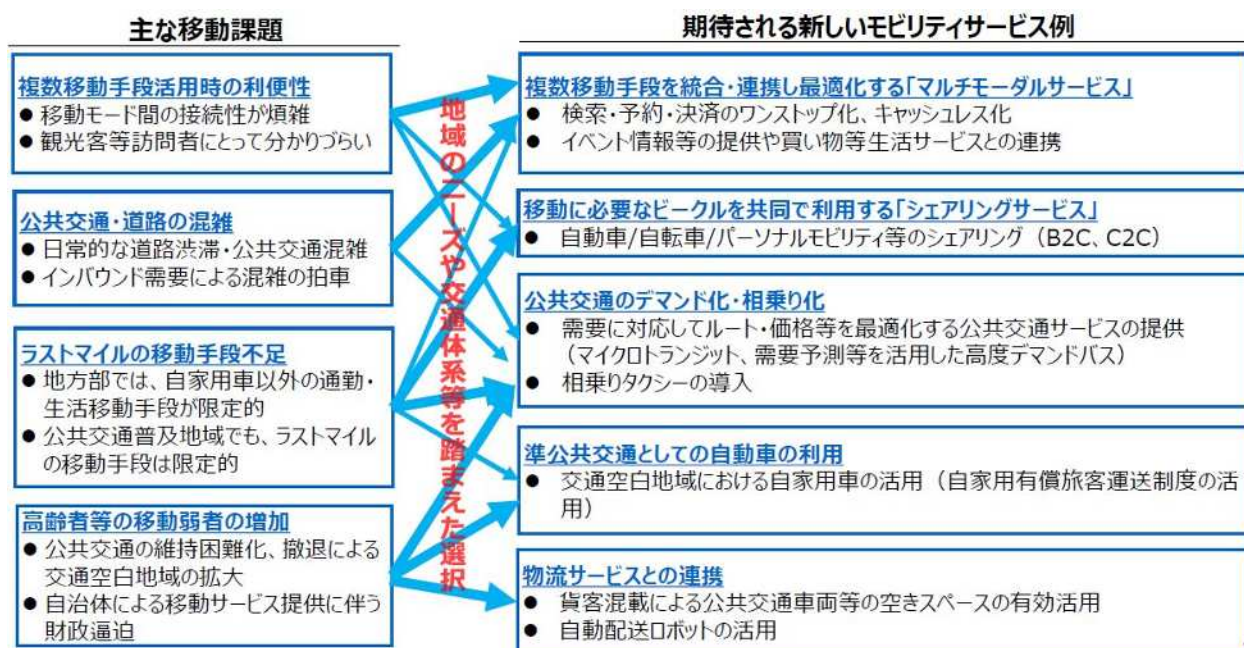 主な移動課題
複数移動手段活用時の利便性
● 移動モード間の接続性が煩雑
● 観光客等訪問者にとって分かりづらい
公共交通・道路の混雑
● 日常的な道路渋滞・公共交通混雑
● インバウンド需要による混雑の拍車
ラストマイルの移動手段不足
● 地方部では、自家用車以外の通勤・
生活移動手段が限定的
● 公共交通普及地域でも、ラストマイル
の移動手段は限定的
高齢者等の移動弱者の増加
● 公共交通の維持困難化、撤退による
交通空白地域の拡大
● 自治体による移動サービス提供に伴う
財政逼迫
地域のニーズや交通体系等を踏まえた選択
期待される新しいモビリティサービス例
複数移動手段を統合・連携し最適化する「マルチモーダルサービス」
● 検索・予約・決済のワンストップ化、キャッシュレス化
● イベント情報等の提供や買い物等生活サービスとの連携
移動に必要なビークルを共同で利用する「シェアリングサービス」
● 自動車/自転車/パーソナルモビリティ等のシェアリング（B2C、C2C）
公共交通のデマンド化・相乗り化
● 需要に対応してルート・価格等を最適化する公共交通サービスの提供
（マイクロトランジット、需要予測等を活用した高度デマンドバス）
● 相乗りタクシーの導入
準公共交通としての自動車の利用
● 交通空白地域における自家用車の活用（自家用有償旅客運送制度の活
用）
物流サービスとの連携
● 貨客混載による公共交通車両等の空きスペースの有効活用
● 自動配送ロボットの活用